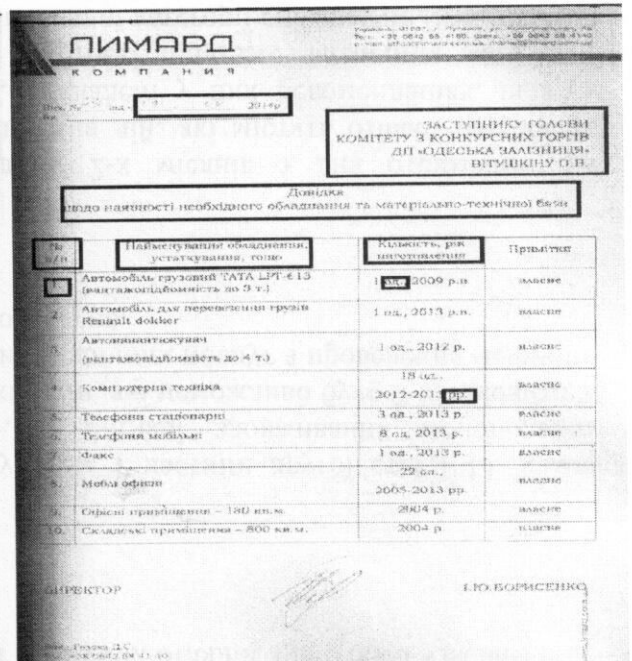 ЛИМАРД
КОМПАНИЯ
ЗАСТУПНИКУ ГОЛОВИ
КОМІТЕТУ З КОНКУРСНИХ ТОРГІВ
ДП «ОДЕСЬКА ЗАЛІЗНИЦЯ»
ВІТУШКІНУ
Довідка
щодо наявності необхідного обладнання та матеріально-технічної бази
№ п/п Найменування обладнання, устаткування, тощо Кількість, рік виготовлення Примітки
1. Автомобіль грузовий ТАТА LPT-613 (вантажопідйомність до 3 т.) 1 од., 2009 р.в. власне
2. Автомобіль для перевезення грузів Renault dokker 1 од., 2013 р.в. власне
3. Автонавантажувач (вантажопідйомність до 4 т.) 1 од., 2012 р. власне
4. Комп'ютерна техніка 18 од., 2012-2013 рр. власне
5. Телефони стаціонарні 3 од., 2013 р. власне
6. Телефони мобільні 8 од., 2013 р. власне
7. Факс 1 од., 2013 р. власне
8. Меблі офісні 22 од., 2005-2013 рр. власне
9. Офісні приміщення – 180 кв.м. 2004 р. власне
10. Складські приміщення – 800 кв.м. 2004 р. власне
ДИРЕКТОР І.Ю. БОРИСЕНКО